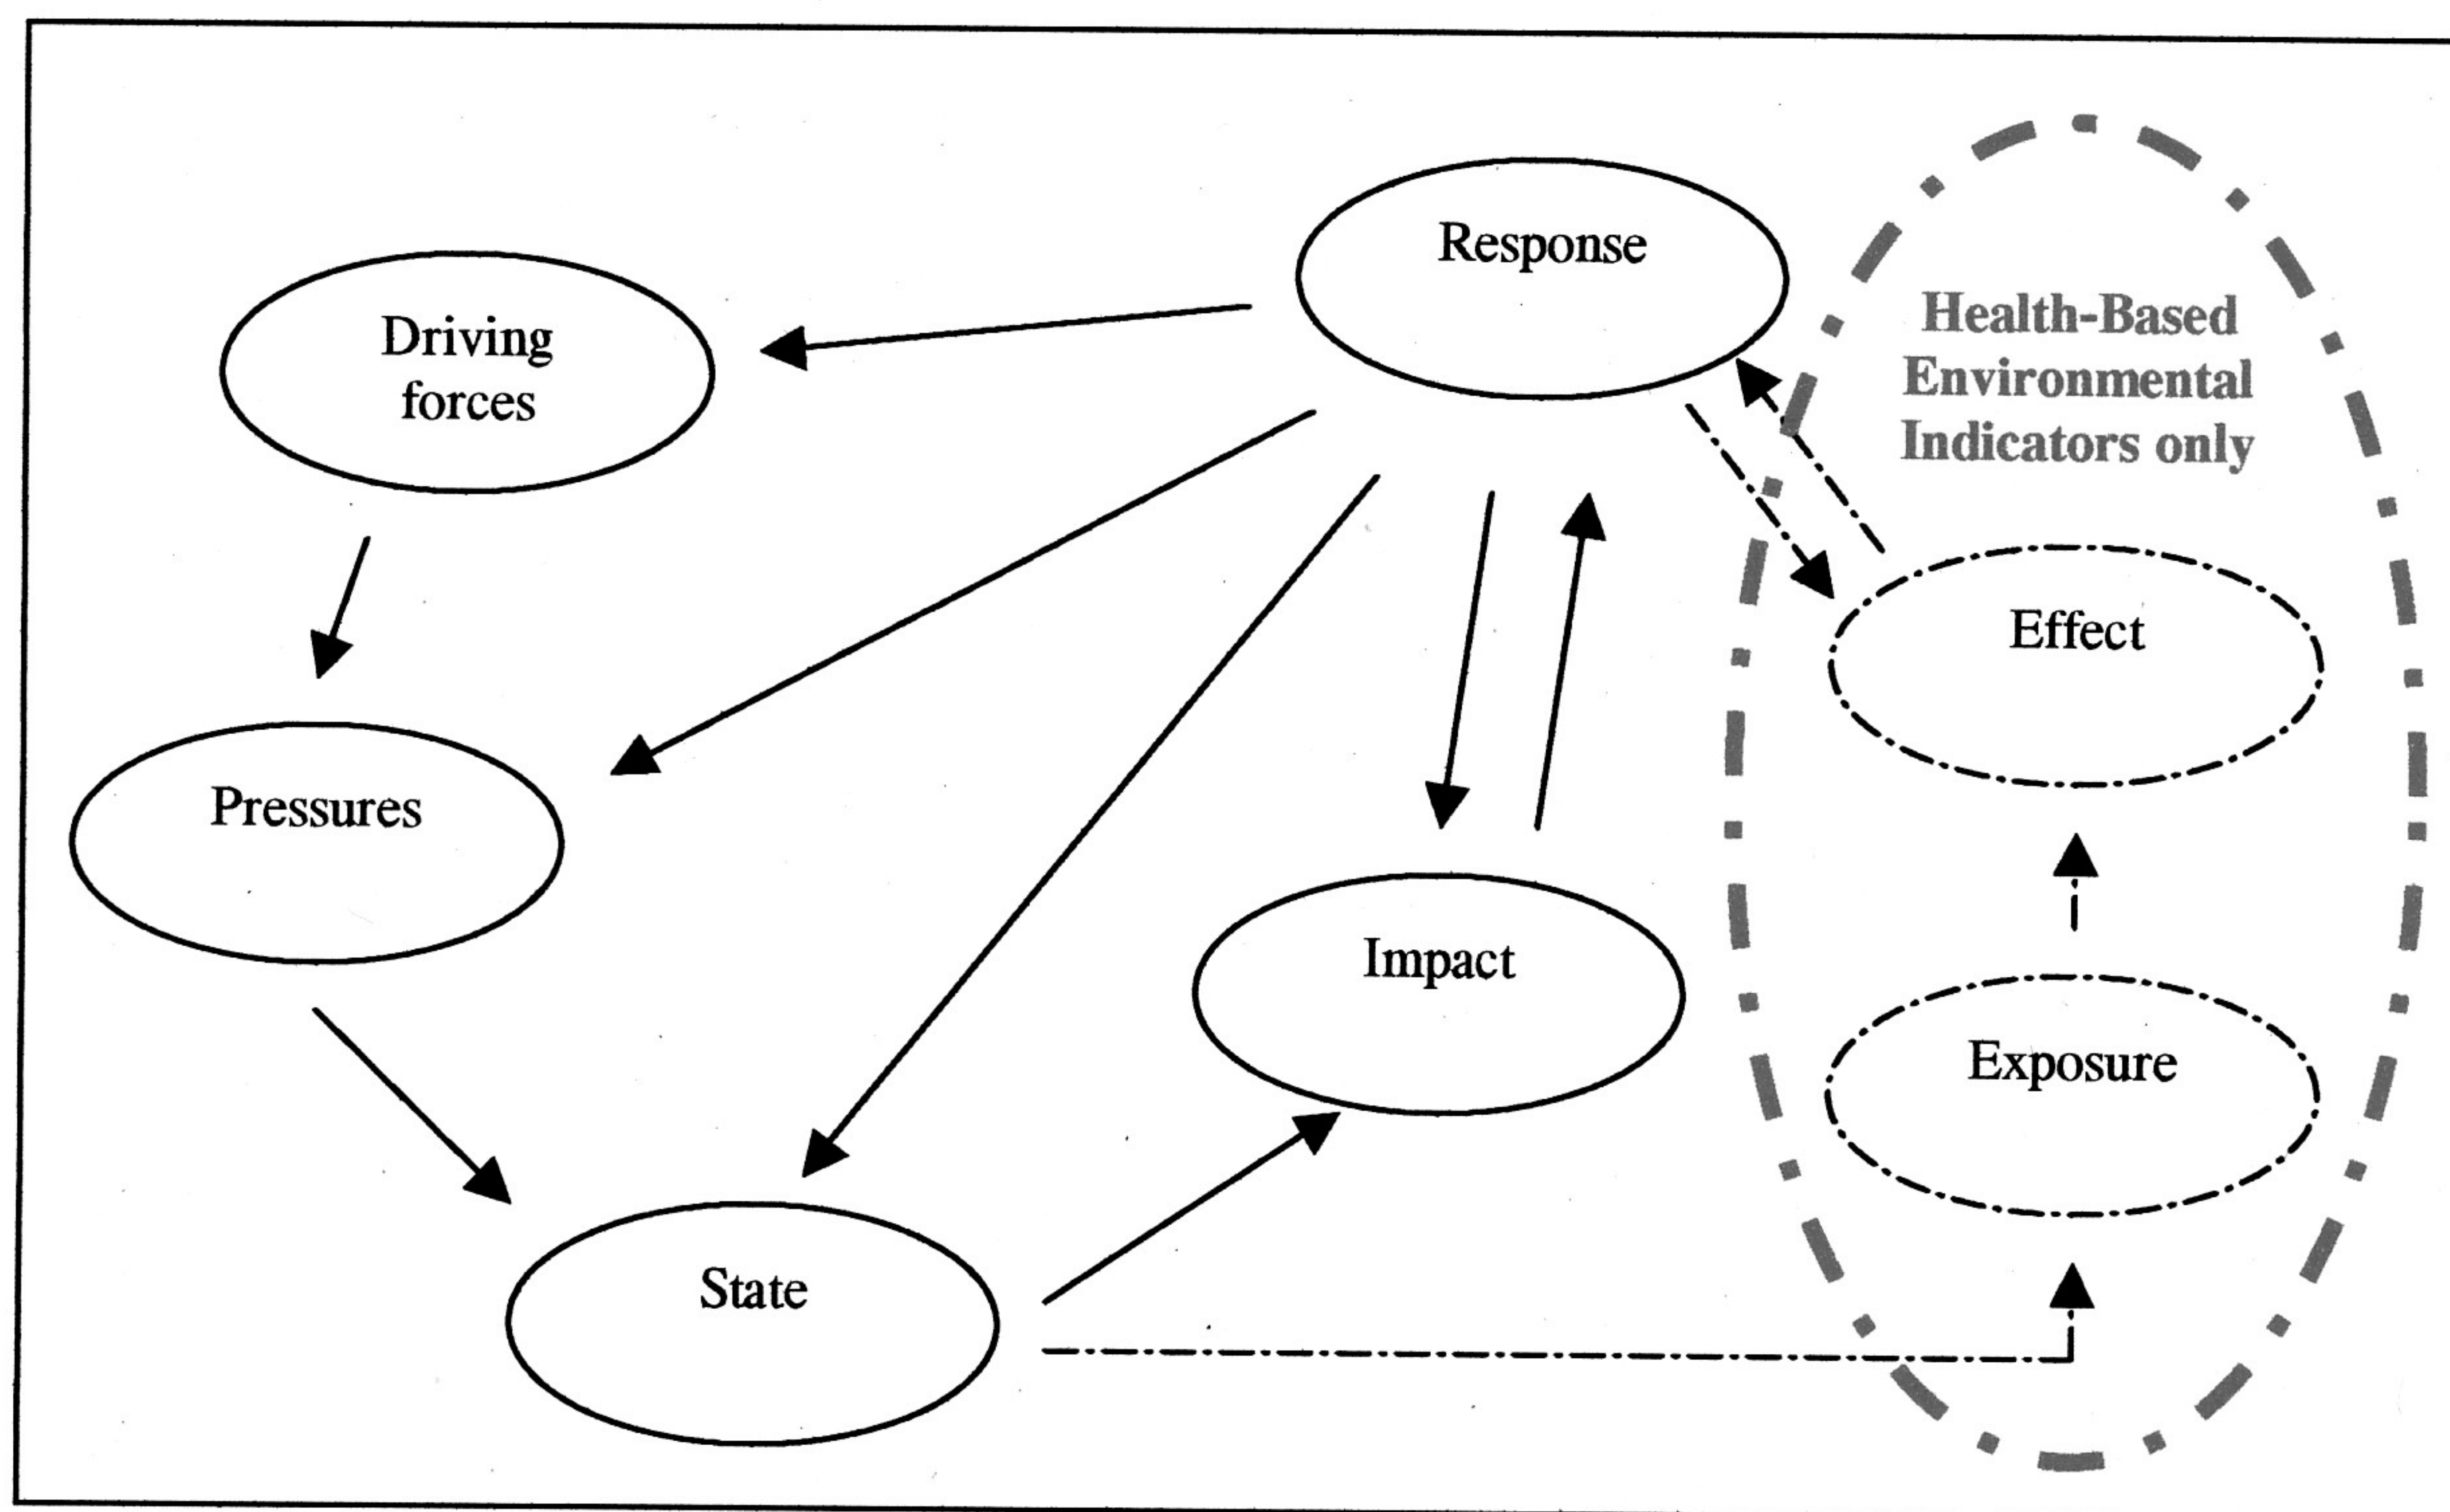 Response
Driving
forces
Health-Based
Environmental
Indicators only
Effect
Pressures
Impact
Exposure
State